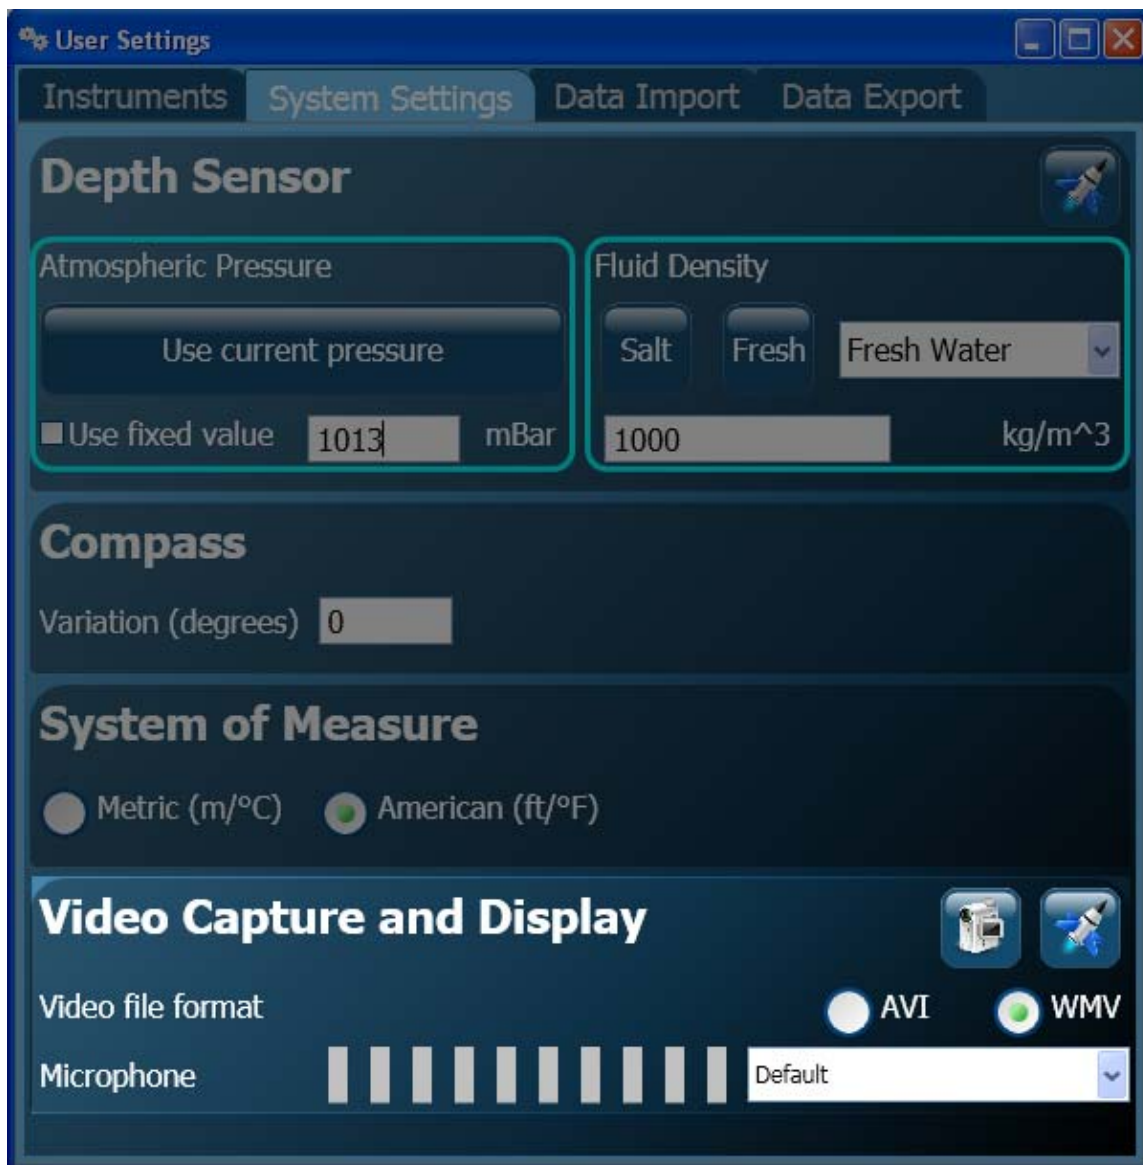 User Settings
Instruments System Settings Data Import Data Export
Depth Sensor
Atmospheric Pressure
Use current pressure
Use fixed value 1013 mBar
Fluid Density
Salt Fresh Fresh Water
1000 kg/m^3
Compass
Variation (degrees) 0
System of Measure
Metric (m/°C) American (ft/°F)
Video Capture and Display
Video file format AVI WMV
Microphone Default